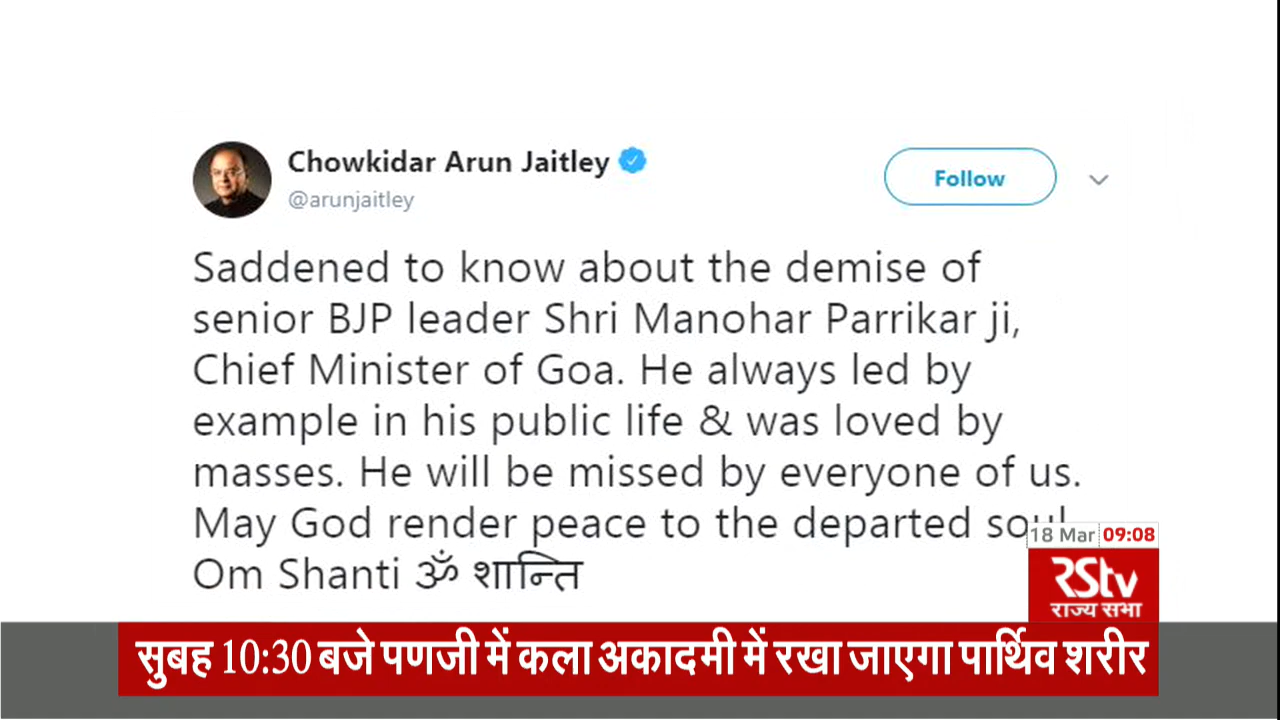 Chowkidar Arun Jaitley
@arunjaitley
Follow
Saddened to know about the demise of
senior BJP leader Shri Manohar Parrikar ji,
Chief Minister of Goa. He always led by
example in his public life & was loved by
masses. He will be missed by everyone of us.
May God render peace to the departed soul
Om Shanti ॐ शान्ति
18 Mar 09:08
RStv
राज्य सभा
सुबह 10:30 बजे पणजी में कला अकादमी में रखा जाएगा पार्थिव शरीर